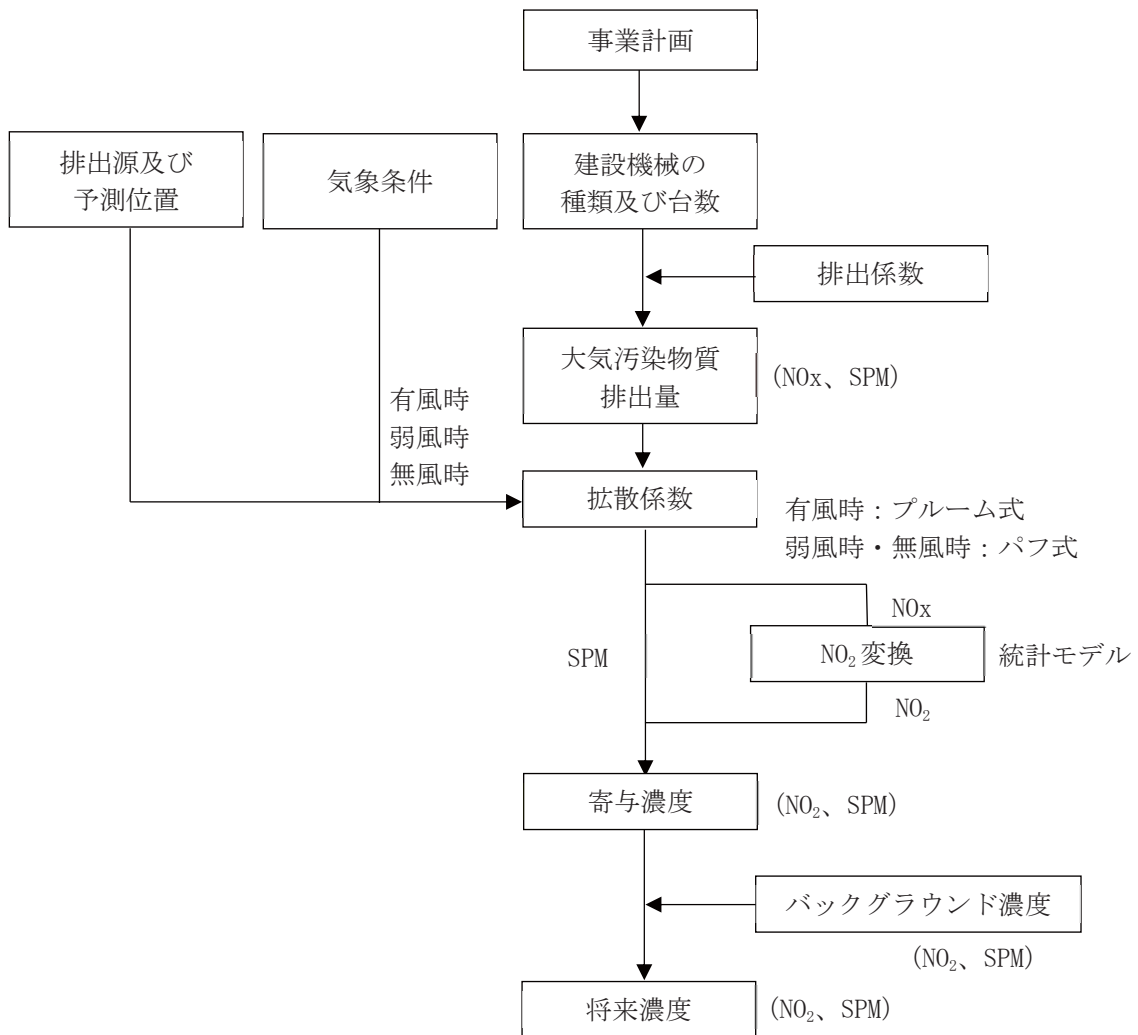 事業計画
排出源及び
予測位置
気象条件
建設機械の
種類及び台数
排出係数
大気汚染物質
排出量
(NOx、SPM)
有風時
弱風時
無風時
拡散係数
有風時：プルーム式
弱風時・無風時：パフ式
NOx
SPM
NO₂変換
統計モデル
NO₂
寄与濃度
(NO₂、SPM)
バックグラウンド濃度
(NO₂、SPM)
将来濃度
(NO₂、SPM)